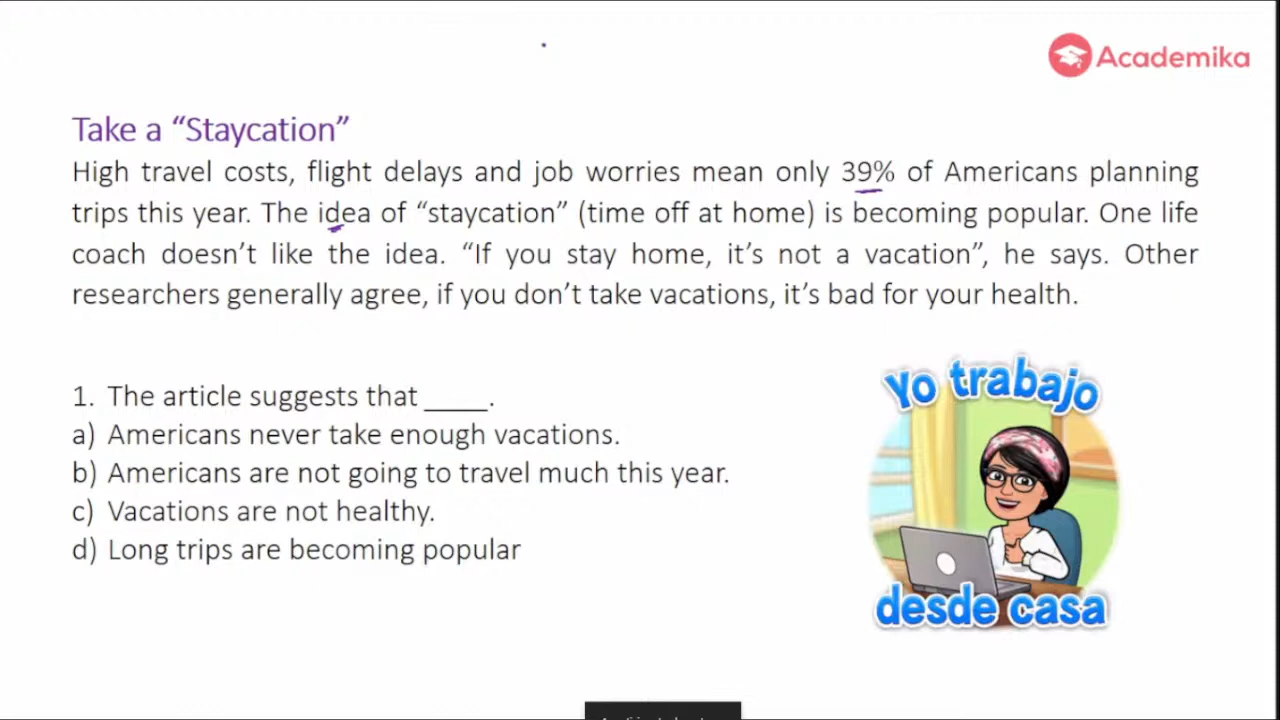 Academika
Take a “Staycation”
High travel costs, flight delays and job worries mean only 39% of Americans planning
trips this year. The idea of “staycation” (time off at home) is becoming popular. One life
coach doesn’t like the idea. “If you stay home, it’s not a vacation”, he says. Other
researchers generally agree, if you don’t take vacations, it’s bad for your health.
1. The article suggests that ____.
a) Americans never take enough vacations.
b) Americans are not going to travel much this year.
c) Vacations are not healthy.
d) Long trips are becoming popular
Yo trabajo
desde casa